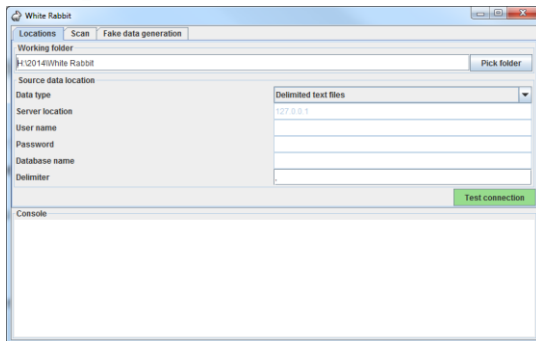 White Rabbit
Locations Scan Fake data generation
Working folder
H:\2014\White Rabbit Pick folder
Source data location
Data type Delimited text files
Server location 127.0.0.1
User name
Password
Database name
Delimiter ,
Test connection
Console